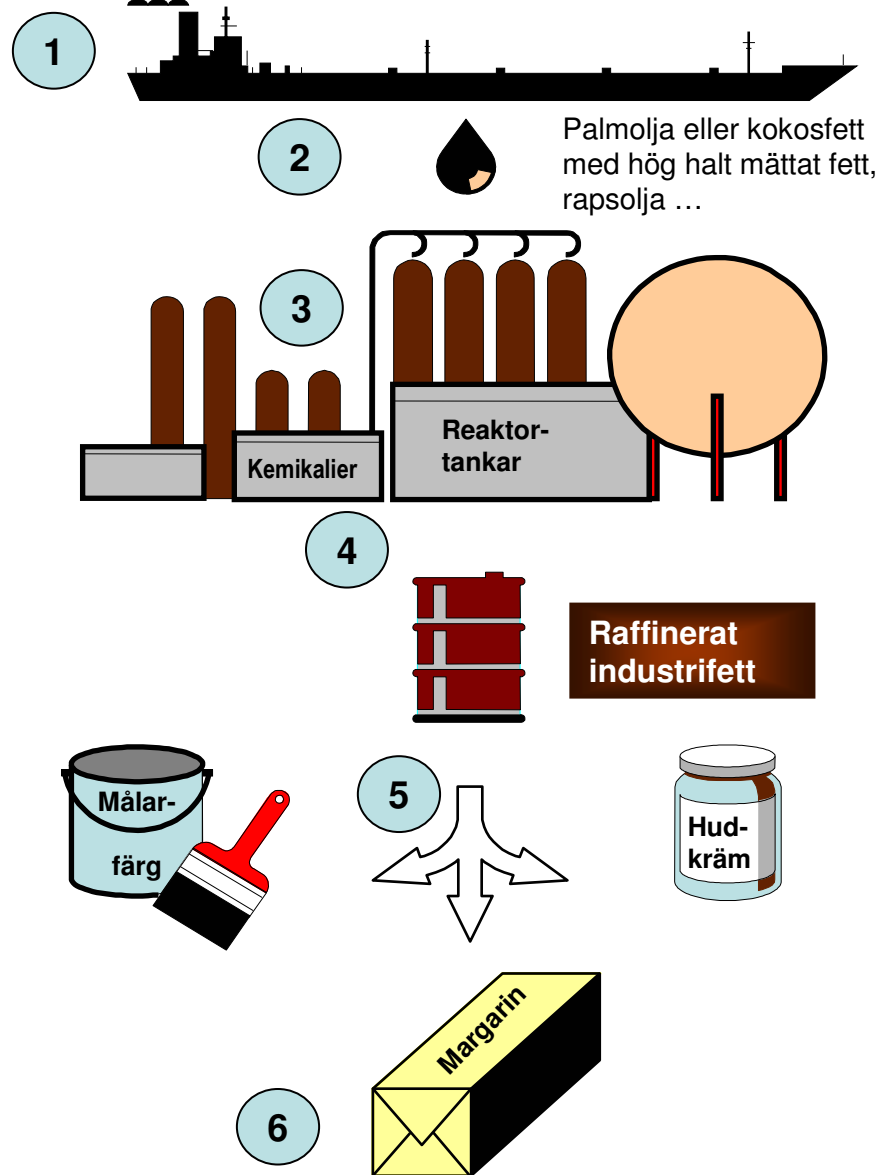 1
2
Palmolja eller kokosfett
med hög halt mättat fett,
rapsolja …
3
Reaktor-
tankar
Kemikalier
4
Raffinerat
industrifett
5
Målar-
färg
Hud-
kräm
Margarin
6